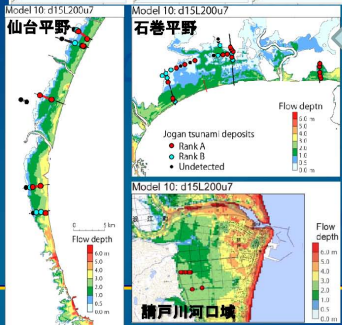 Model 10: d15L200u7
仙台平野
0 5 km
Flow depth
6.0 m
5.0
4.0
3.0
2.0
1.0
0.5
0.0 m
Model 10: d15L200u7
石巻平野
Flow depth
6.0 m
5.0
4.0
3.0
2.0
1.0
0.5
0.0 m
Jogan tsunami deposits
Rank A
Rank B
Undetected
Model 10: d15L200u7
請戸川河口域
Flow
depth
6.0 m
5.0
4.0
3.0
2.0
1.0
0.5
0.0 m